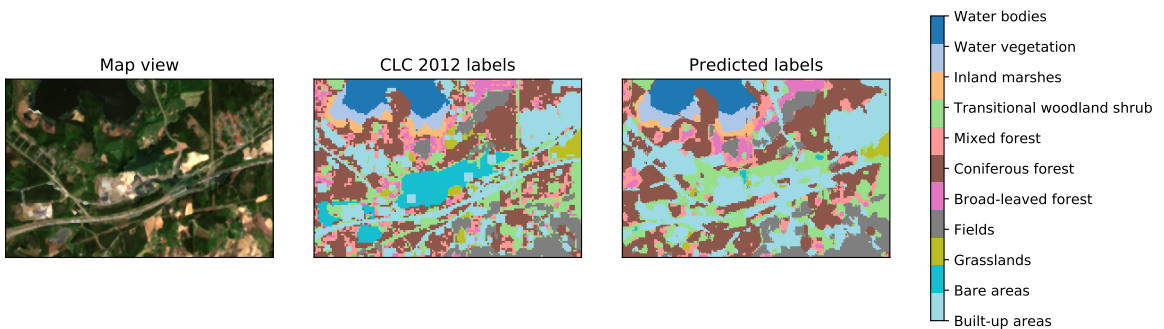 Map view
CLC 2012 labels
Predicted labels
Water bodies
Water vegetation
Inland marshes
Transitional woodland shrub
Mixed forest
Coniferous forest
Broad-leaved forest
Fields
Grasslands
Bare areas
Built-up areas